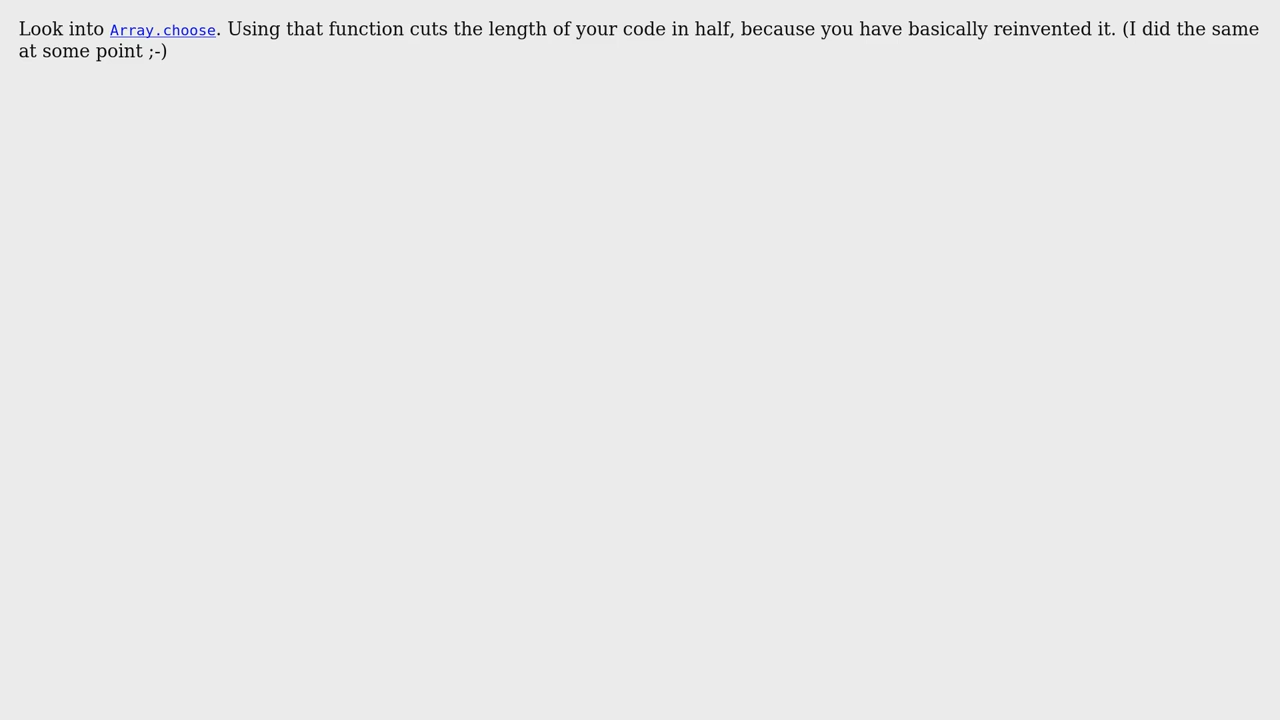 Look into Array.choose. Using that function cuts the length of your code in half, because you have basically reinvented it. (I did the same
at some point ;-)